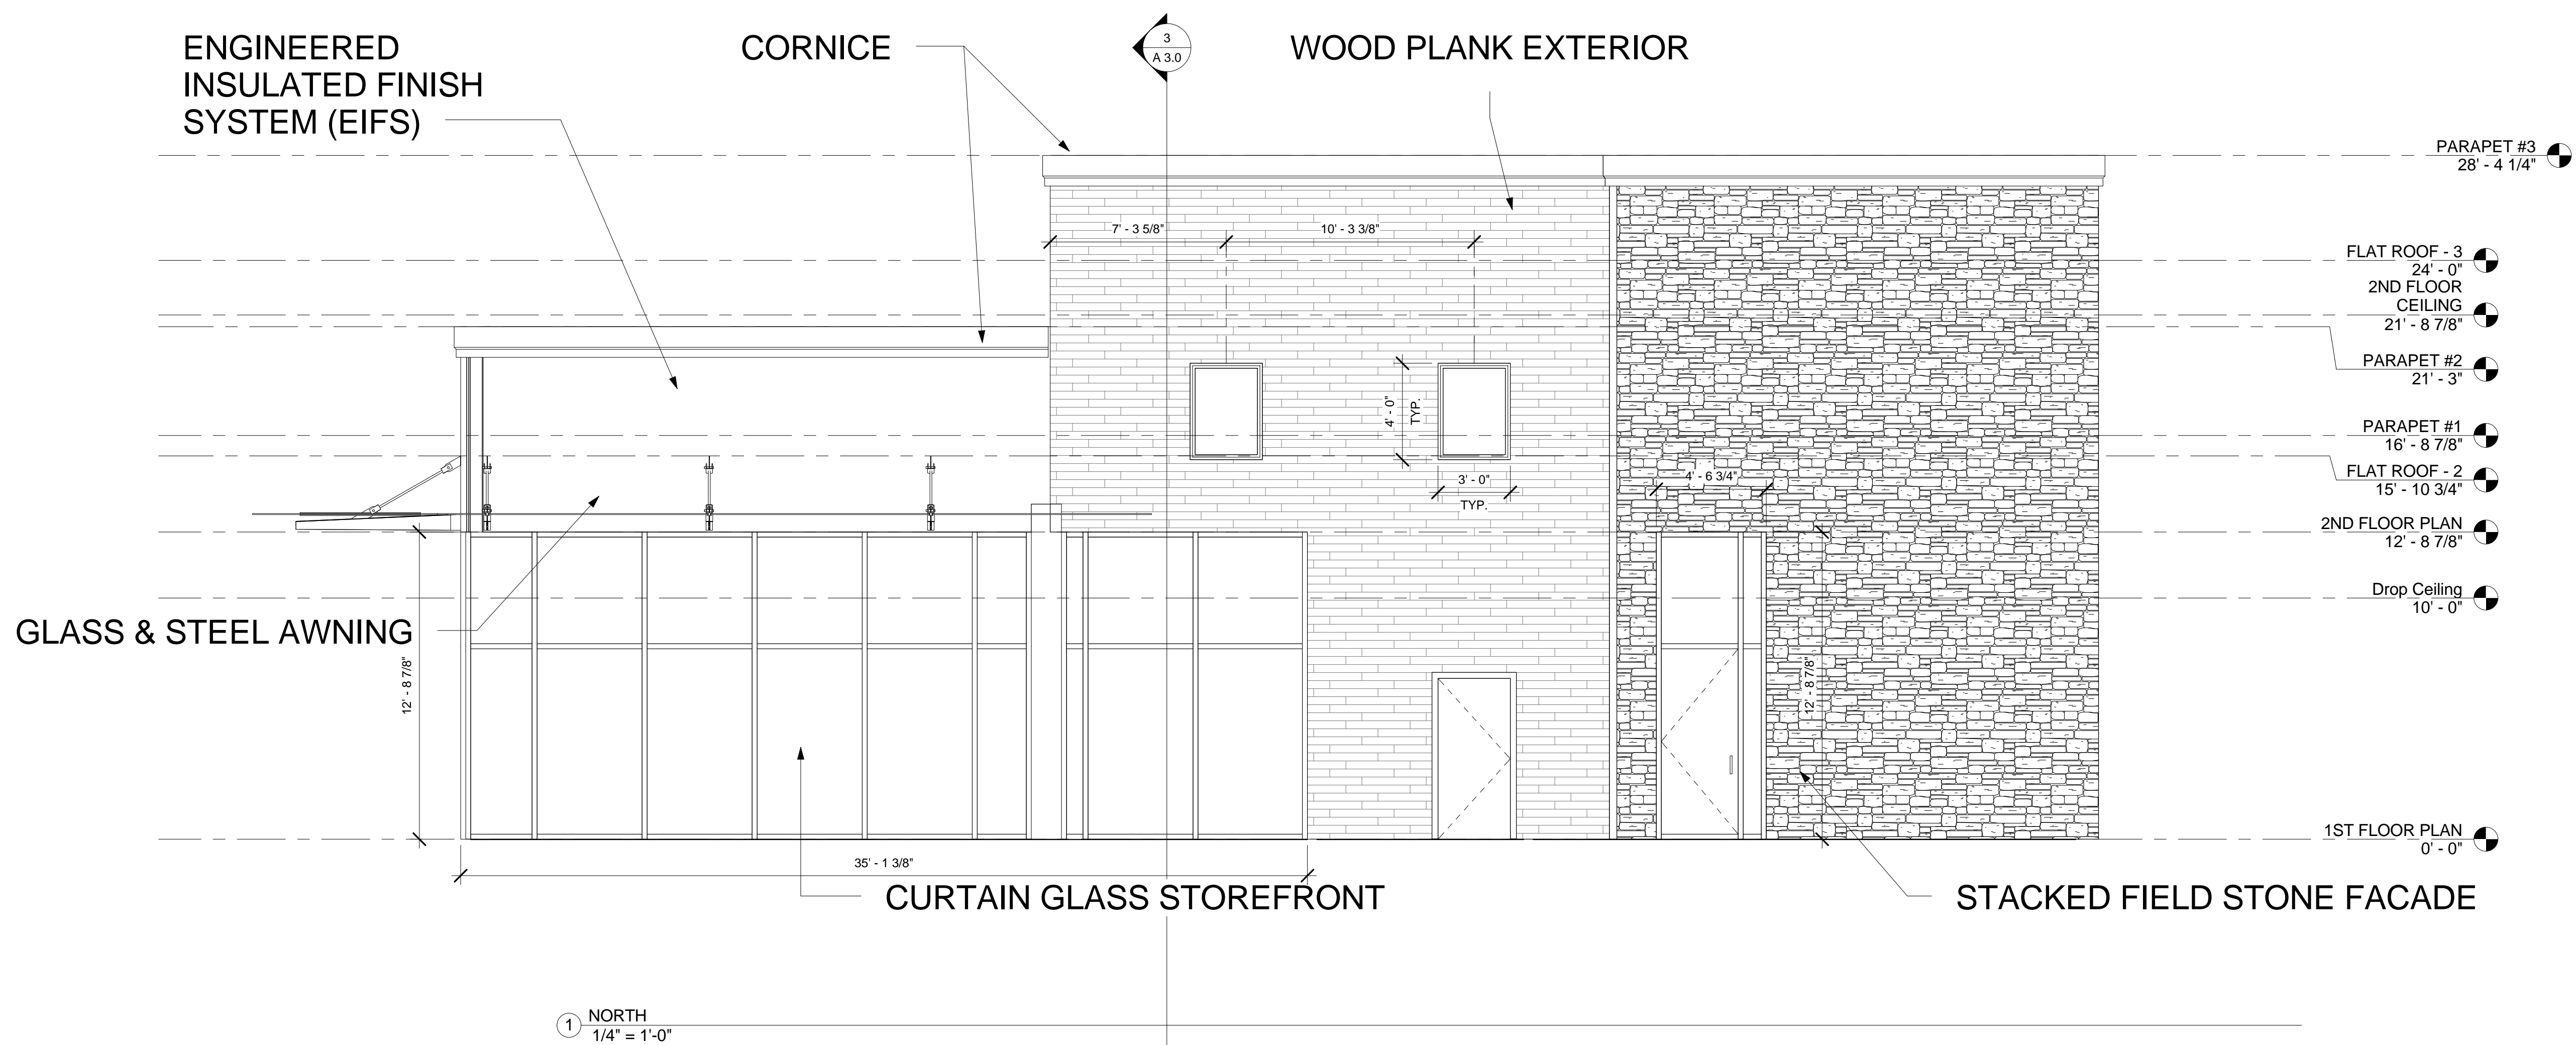 ENGINEERED
INSULATED FINISH
SYSTEM (EIFS)
CORNICE
3
A 3.0
WOOD PLANK EXTERIOR
PARAPET #3
28' - 4 1/4"
7' - 3 5/8"
10' - 3 3/8"
FLAT ROOF - 3
24' - 0"
2ND FLOOR
CEILING
21' - 8 7/8"
PARAPET #2
21' - 3"
4' - 0"
TYP.
PARAPET #1
16' - 8 7/8"
FLAT ROOF - 2
15' - 10 3/4"
3' - 0"
TYP.
4' - 6 3/4"
2ND FLOOR PLAN
12' - 8 7/8"
Drop Ceiling
10' - 0"
GLASS & STEEL AWNING
12' - 8 7/8"
12' - 8 7/8"
1ST FLOOR PLAN
0' - 0"
35' - 1 3/8"
CURTAIN GLASS STOREFRONT
STACKED FIELD STONE FACADE
1
NORTH
1/4" = 1'-0"